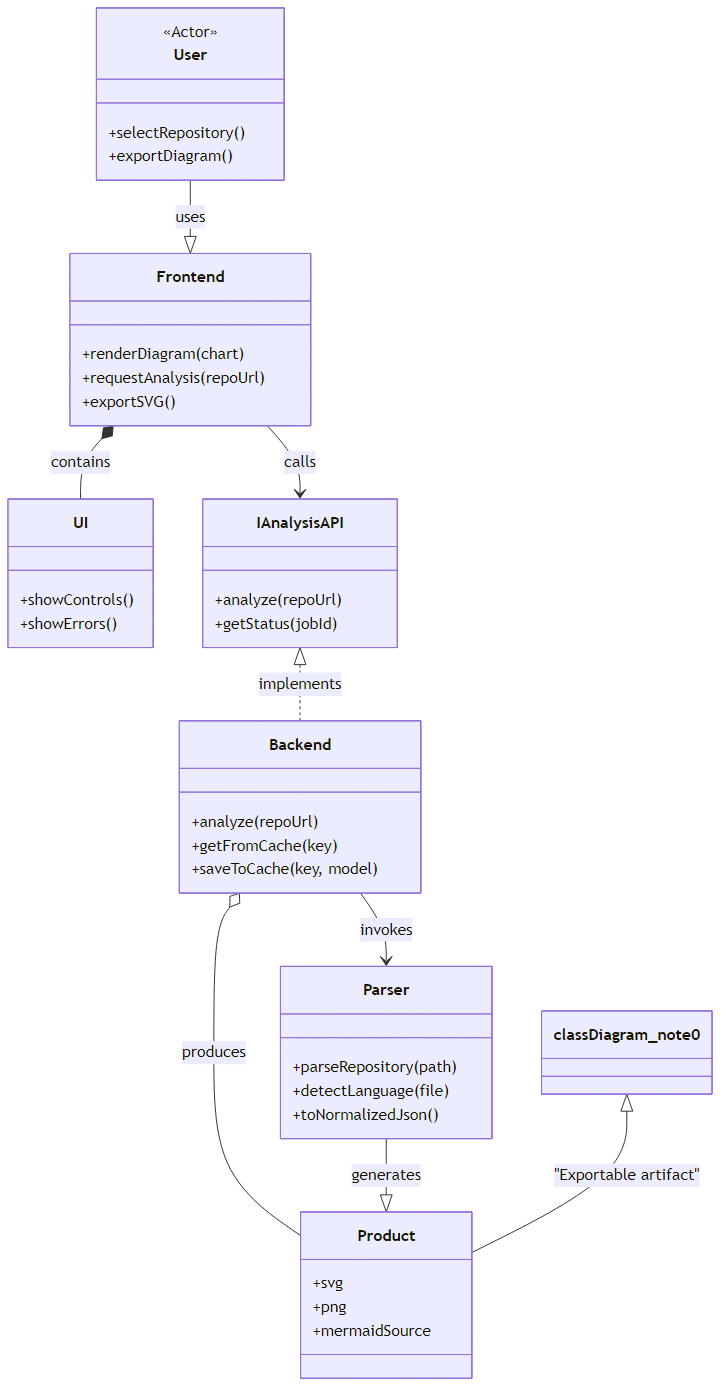 «Actor»
User
+selectRepository()
+exportDiagram()
uses
Frontend
+renderDiagram(chart)
+requestAnalysis(repoUrl)
+exportSVG()
contains
calls
UI
+showControls()
+showErrors()
IAnalysisAPI
+analyze(repoUrl)
+getStatus(jobId)
implements
Backend
+analyze(repoUrl)
+getFromCache(key)
+saveToCache(key, model)
invokes
produces
Parser
+parseRepository(path)
+detectLanguage(file)
+toNormalizedJson()
classDiagram_note0
generates
"Exportable artifact"
Product
+svg
+png
+mermaidSource